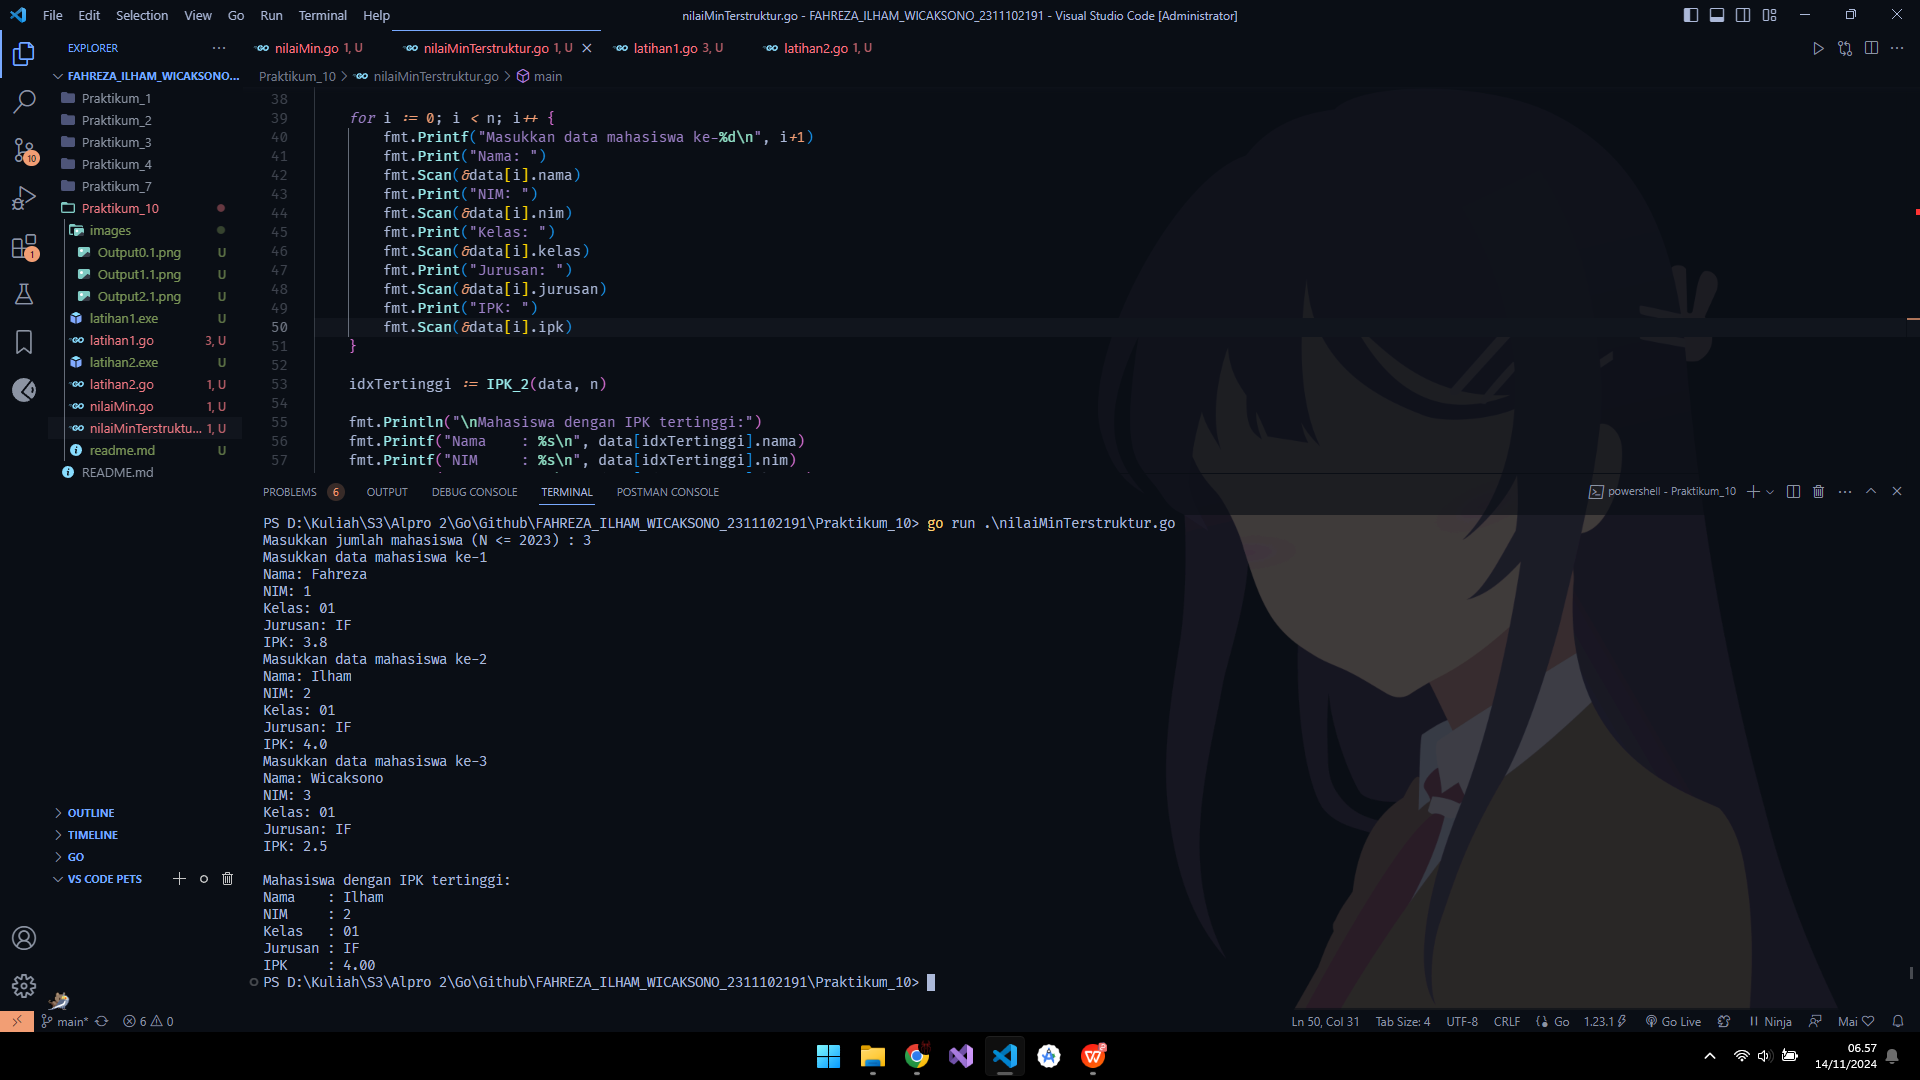 File Edit Selection View Go Run Terminal Help
nilaiMinTerstruktur.go - FAHREZA_ILHAM_WICAKSONO_2311102191 - Visual Studio Code [Administrator]
EXPLORER
nilaiMin.go 1, U
nilaiMinTerstruktur.go 1, U
latihan1.go 3, U
latihan2.go 1, U
FAHREZA_ILHAM_WICAKSONO...
Praktikum_1
Praktikum_2
Praktikum_3
Praktikum_4
Praktikum_7
Praktikum_10
images
Output0.1.png U
Output1.1.png U
Output2.1.png U
latihan1.exe U
latihan1.go 3, U
latihan2.exe U
latihan2.go 1, U
nilaiMin.go 1, U
nilaiMinTerstruktu... 1, U
readme.md U
README.md
10
1
OUTLINE
TIMELINE
GO
VS CODE PETS
Praktikum_10 > nilaiMinTerstruktur.go > main
38
39 for i := 0; i < n; i++ {
40 fmt.Printf("Masukkan data mahasiswa ke-%d\n", i+1)
41 fmt.Print("Nama: ")
42 fmt.Scan(&data[i].nama)
43 fmt.Print("NIM: ")
44 fmt.Scan(&data[i].nim)
45 fmt.Print("Kelas: ")
46 fmt.Scan(&data[i].kelas)
47 fmt.Print("Jurusan: ")
48 fmt.Scan(&data[i].jurusan)
49 fmt.Print("IPK: ")
50 fmt.Scan(&data[i].ipk)
51 }
52
53 idxTertinggi := IPK_2(data, n)
54
55 fmt.Println("\nMahasiswa dengan IPK tertinggi:")
56 fmt.Printf("Nama    : %s\n", data[idxTertinggi].nama)
57 fmt.Printf("NIM     : %s\n", data[idxTertinggi].nim)
PROBLEMS 6 OUTPUT DEBUG CONSOLE TERMINAL POSTMAN CONSOLE
powershell - Praktikum_10
PS D:\Kuliah\S3\Alpro 2\Go\Github\FAHREZA_ILHAM_WICAKSONO_2311102191\Praktikum_10> go run .\nilaiMinTerstruktur.go
Masukkan jumlah mahasiswa (N <= 2023) : 3
Masukkan data mahasiswa ke-1
Nama: Fahreza
NIM: 1
Kelas: 01
Jurusan: IF
IPK: 3.8
Masukkan data mahasiswa ke-2
Nama: Ilham
NIM: 2
Kelas: 01
Jurusan: IF
IPK: 4.0
Masukkan data mahasiswa ke-3
Nama: Wicaksono
NIM: 3
Kelas: 01
Jurusan: IF
IPK: 2.5
Mahasiswa dengan IPK tertinggi:
Nama    : Ilham
NIM     : 2
Kelas   : 01
Jurusan : IF
IPK     : 4.00
PS D:\Kuliah\S3\Alpro 2\Go\Github\FAHREZA_ILHAM_WICAKSONO_2311102191\Praktikum_10>
main* 6 0
Ln 50, Col 31 Tab Size: 4 UTF-8 CRLF Go 1.23.1 Go Live Ninja Mai
06.57
14/11/2024